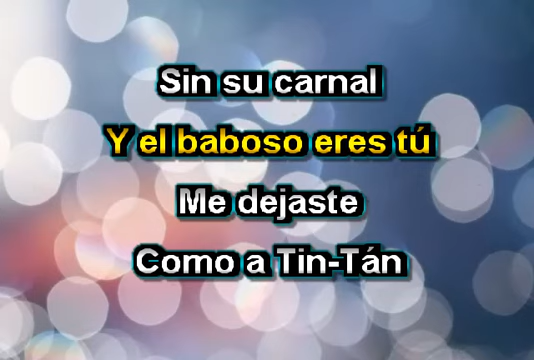 Sin su carnal
Y el baboso eres tú
Me dejaste
Como a Tin-Tán